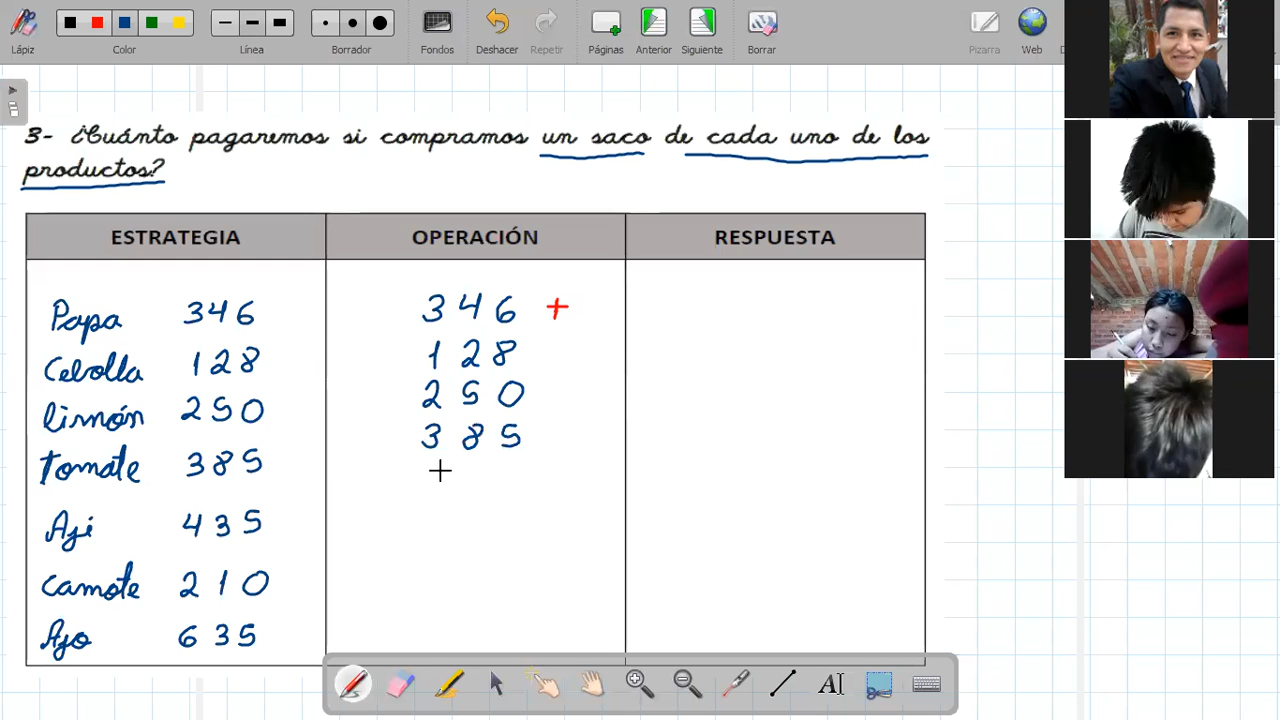 Lápiz Color Línea Borrador Fondos Deshacer Repetir Páginas Anterior Siguiente Borrar Pizarra Web
3- ¿Cuánto pagaremos si compramos un saco de cada uno de los
productos?
ESTRATEGIA OPERACIÓN RESPUESTA
Papa 346 346 +
Cebolla 128 128
limón 250 250
tomate 385 385
Aji 435
camote 210
Ajo 635